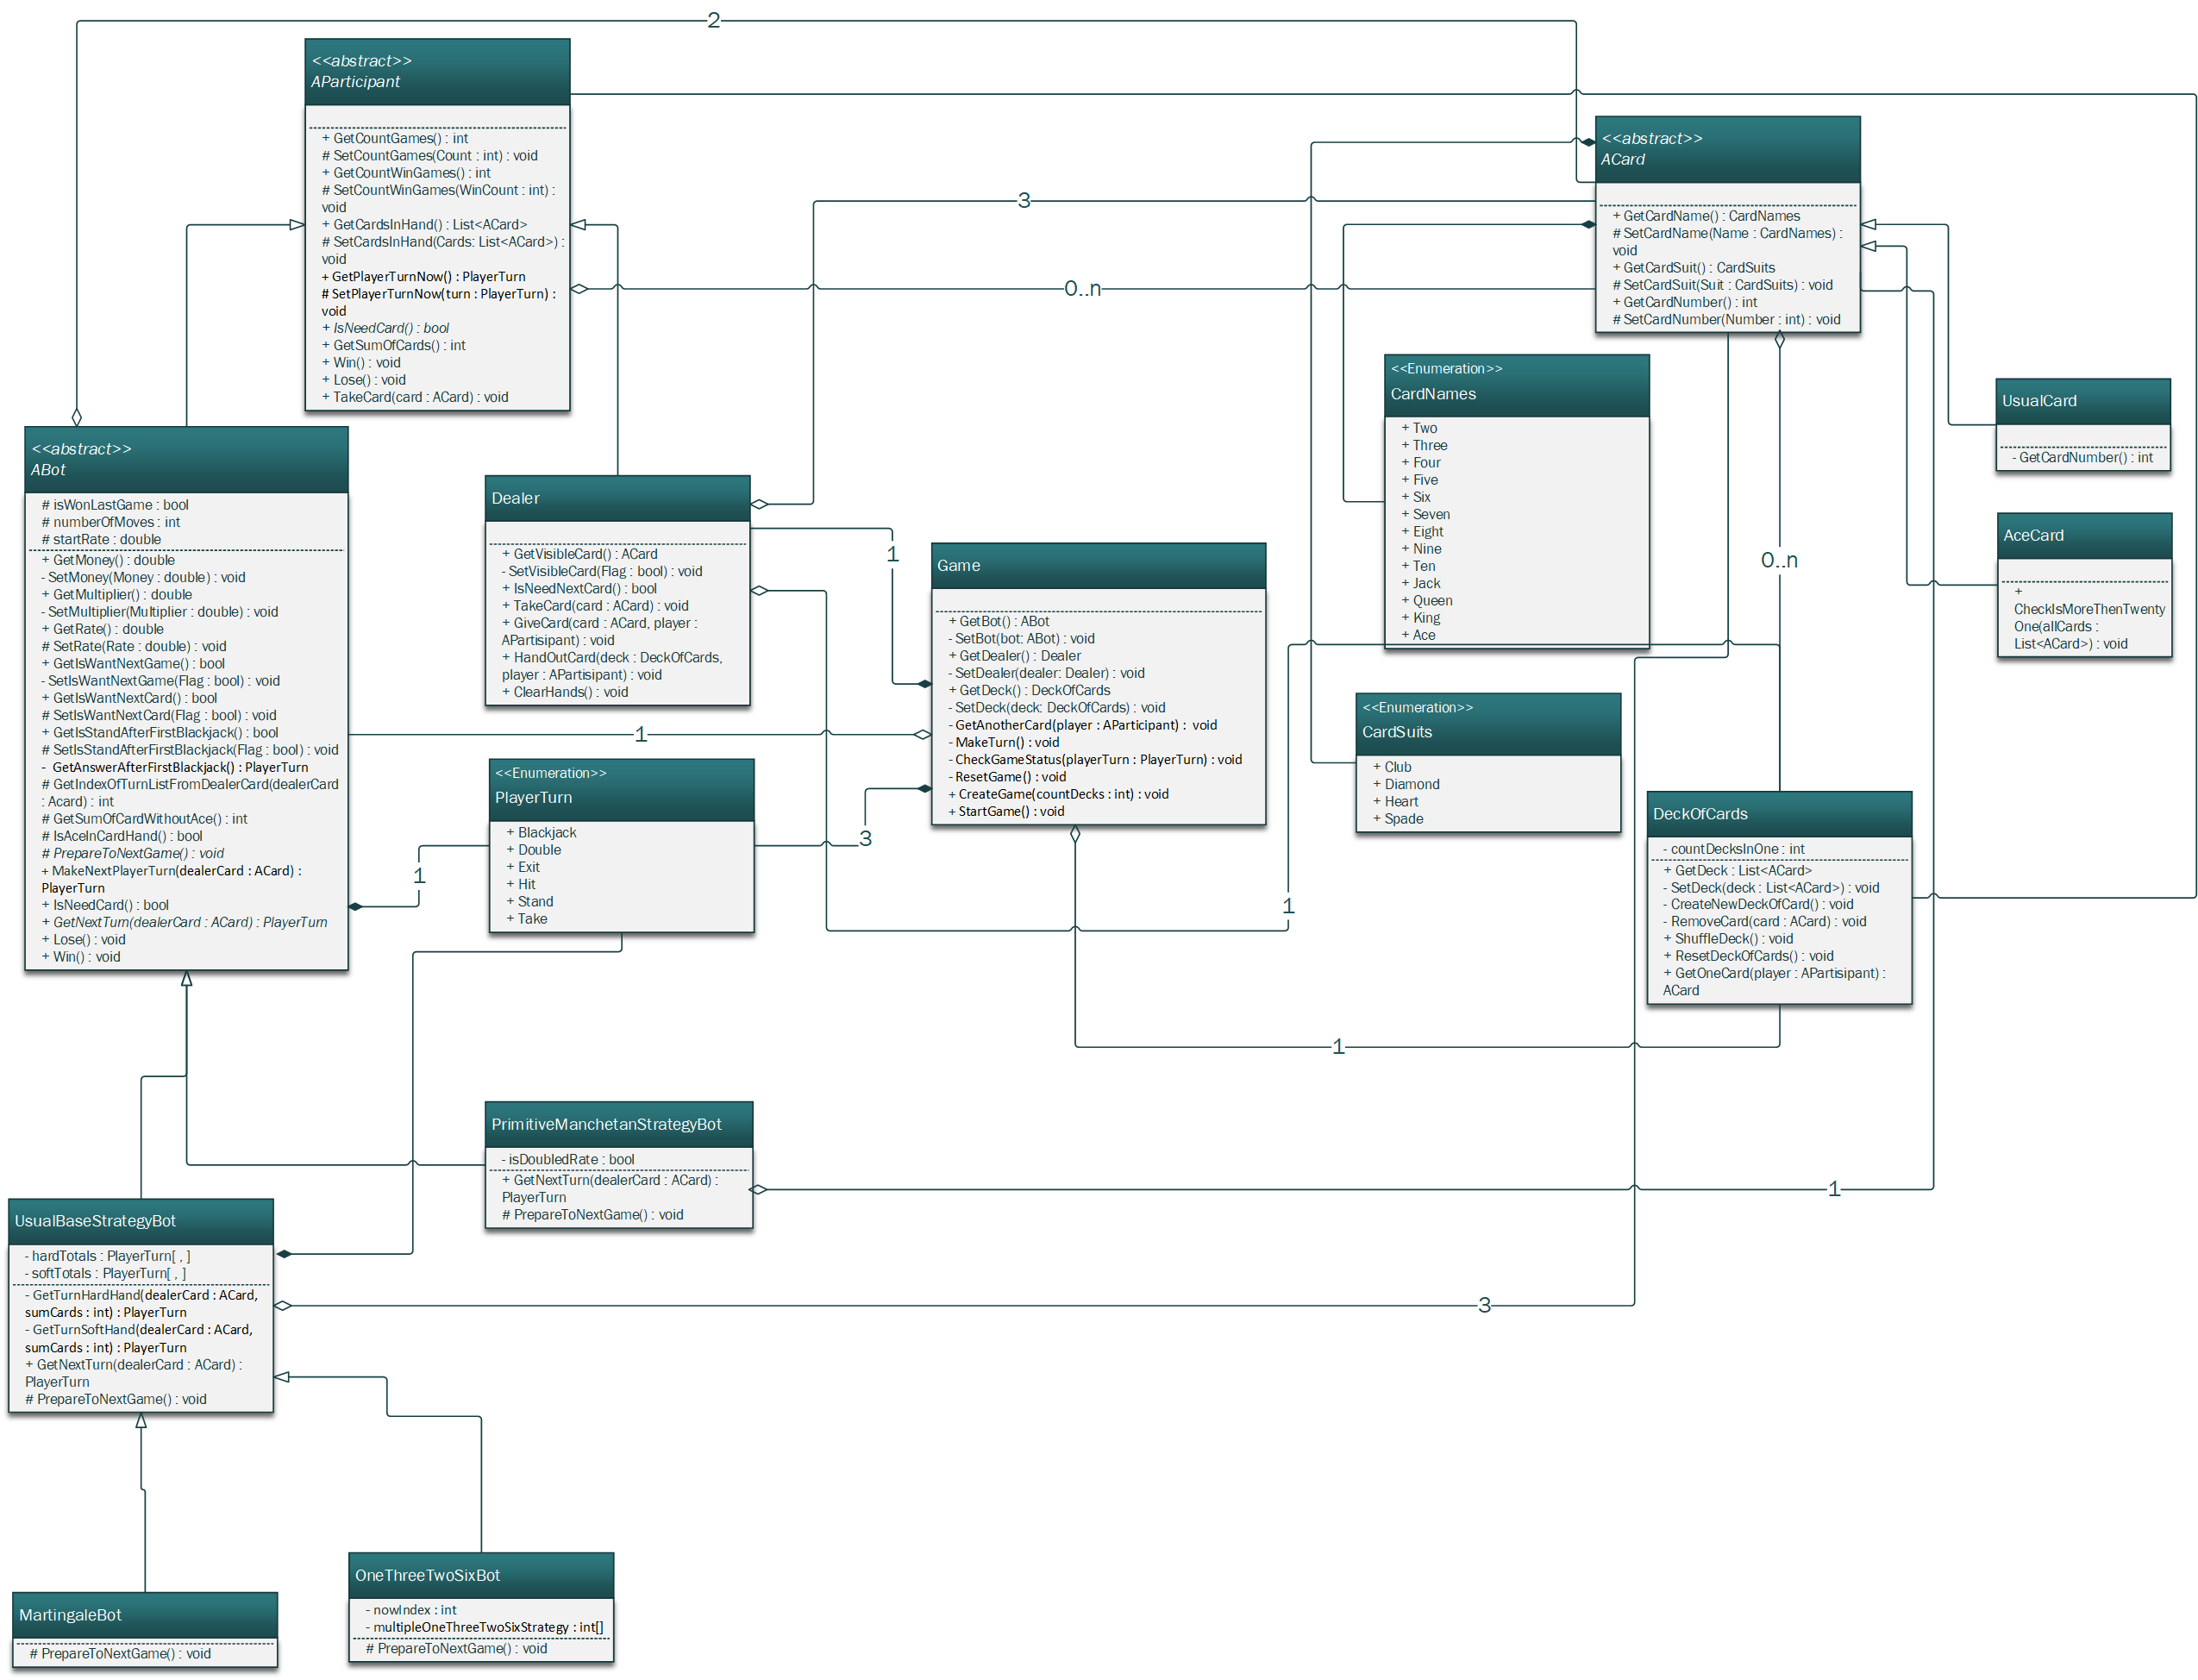 2
<<abstract>>
AParticipant
+ GetCountGames() : int
# SetCountGames(Count : int) : void
+ GetCountWinGames() : int
# SetCountWinGames(WinCount : int) :
void
+ GetCardsInHand() : List<ACard>
# SetCardsInHand(Cards: List<ACard>) :
void
+ GetPlayerTurnNow() : PlayerTurn
# SetPlayerTurnNow(turn : PlayerTurn) :
void
+ IsNeedCard() : bool
+ GetSumOfCards() : int
+ Win() : void
+ Lose() : void
+ TakeCard(card : ACard) : void
<<abstract>>
ACard
+ GetCardName() : CardNames
# SetCardName(Name : CardNames) :
void
+ GetCardSuit() : CardSuits
# SetCardSuit(Suit : CardSuits) : void
+ GetCardNumber() : int
# SetCardNumber(Number : int) : void
3
0..n
<<Enumeration>>
CardNames
+ Two
+ Three
+ Four
+ Five
+ Six
+ Seven
+ Eight
+ Nine
+ Ten
+ Jack
+ Queen
+ King
+ Ace
UsualCard
- GetCardNumber() : int
AceCard
+
CheckIsMoreThenTwenty
One(allCards :
List<ACard>) : void
0..n
<<abstract>>
ABot
# isWonLastGame : bool
# numberOfMoves : int
# startRate : double
+ GetMoney() : double
- SetMoney(Money : double) : void
+ GetMultiplier() : double
- SetMultiplier(Multiplier : double) : void
+ GetRate() : double
# SetRate(Rate : double) : void
+ GetIsWantNextGame() : bool
- SetIsWantNextGame(Flag : bool) : void
+ GetIsWantNextCard() : bool
# SetIsWantNextCard(Flag : bool) : void
+ GetIsStandAfterFirstBlackjack() : bool
# SetIsStandAfterFirstBlackjack(Flag : bool) : void
- GetAnswerAfterFirstBlackjack() : PlayerTurn
# GetIndexOfTurnListFromDealerCard(dealerCard
: Acard) : int
# GetSumOfCardWithoutAce() : int
# IsAceInCardHand() : bool
# PrepareToNextGame() : void
+ MakeNextPlayerTurn(dealerCard : ACard) :
PlayerTurn
+ IsNeedCard() : bool
+ GetNextTurn(dealerCard : ACard) : PlayerTurn
+ Lose() : void
+ Win() : void
Dealer
+ GetVisibleCard() : ACard
- SetVisibleCard(Flag : bool) : void
+ IsNeedNextCard() : bool
+ TakeCard(card : ACard) : void
+ GiveCard(card : ACard, player :
APartisipant) : void
+ HandOutCard(deck : DeckOfCards,
player : APartisipant) : void
+ ClearHands() : void
1
Game
+ GetBot() : ABot
- SetBot(bot: ABot) : void
+ GetDealer() : Dealer
- SetDealer(dealer: Dealer) : void
+ GetDeck() : DeckOfCards
- SetDeck(deck: DeckOfCards) : void
- GetAnotherCard(player : AParticipant) : void
- MakeTurn() : void
- CheckGameStatus(playerTurn : PlayerTurn) : void
- ResetGame() : void
+ CreateGame(countDecks : int) : void
+ StartGame() : void
1
<<Enumeration>>
CardSuits
+ Club
+ Diamond
+ Heart
+ Spade
<<Enumeration>>
PlayerTurn
+ Blackjack
+ Double
+ Exit
+ Hit
+ Stand
+ Take
3
1
1
DeckOfCards
- countDecksInOne : int
+ GetDeck : List<ACard>
- SetDeck(deck : List<ACard>) : void
- CreateNewDeckOfCard() : void
- RemoveCard(card : ACard) : void
+ ShuffleDeck() : void
+ ResetDeckOfCards() : void
+ GetOneCard(player : APartisipant) :
ACard
1
PrimitiveManchetanStrategyBot
- isDoubledRate : bool
+ GetNextTurn(dealerCard : ACard) :
PlayerTurn
# PrepareToNextGame() : void
1
UsualBaseStrategyBot
- hardTotals : PlayerTurn[ , ]
- softTotals : PlayerTurn[ , ]
- GetTurnHardHand(dealerCard : ACard,
sumCards : int) : PlayerTurn
- GetTurnSoftHand(dealerCard : ACard,
sumCards : int) : PlayerTurn
+ GetNextTurn(dealerCard : ACard) :
PlayerTurn
# PrepareToNextGame() : void
3
OneThreeTwoSixBot
- nowIndex : int
- multipleOneThreeTwoSixStrategy : int[]
# PrepareToNextGame() : void
MartingaleBot
# PrepareToNextGame() : void